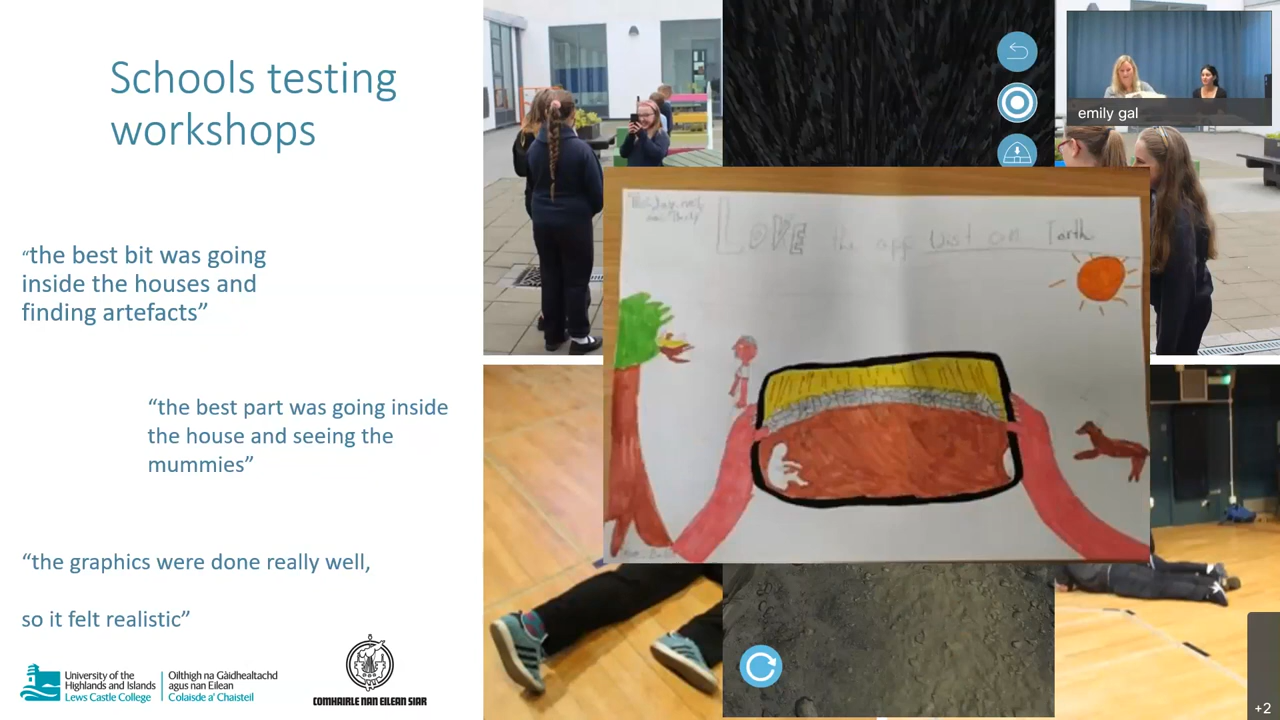 Schools testing
workshops
“the best bit was going
inside the houses and
finding artefacts”
“the best part was going inside
the house and seeing the
mummies”
“the graphics were done really well,
so it felt realistic”
University of the
Highlands and Islands
Lews Castle College
Oilthigh na Gàidhealtachd
agus nan Eilean
Colaisde a' Chaisteil
COMHAIRLE NAN EILEAN SIAR
LOVE the app Uist on Torth
emily gal
+2